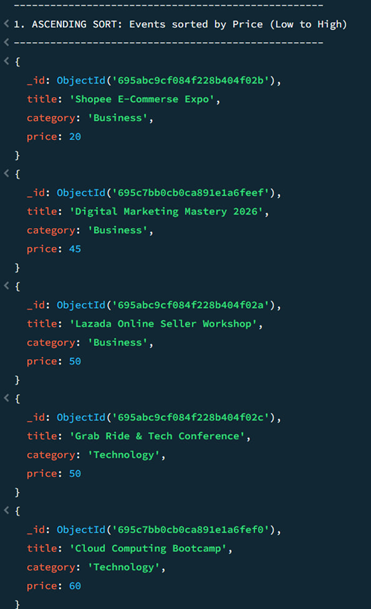 --------------------------------------------------
< 1. ASCENDING SORT: Events sorted by Price (Low to High)
< --------------------------------------------------
< {
_id: ObjectId('695abc9cf084f228b404f02b'),
title: 'Shopee E-Commerse Expo',
category: 'Business',
price: 20
}
< {
_id: ObjectId('695c7bb0cb0ca891e1a6feef'),
title: 'Digital Marketing Mastery 2026',
category: 'Business',
price: 45
}
< {
_id: ObjectId('695abc9cf084f228b404f02a'),
title: 'Lazada Online Seller Workshop',
category: 'Business',
price: 50
}
< {
_id: ObjectId('695abc9cf084f228b404f02c'),
title: 'Grab Ride & Tech Conference',
category: 'Technology',
price: 50
}
< {
_id: ObjectId('695c7bb0cb0ca891e1a6fef0'),
title: 'Cloud Computing Bootcamp',
category: 'Technology',
price: 60
}